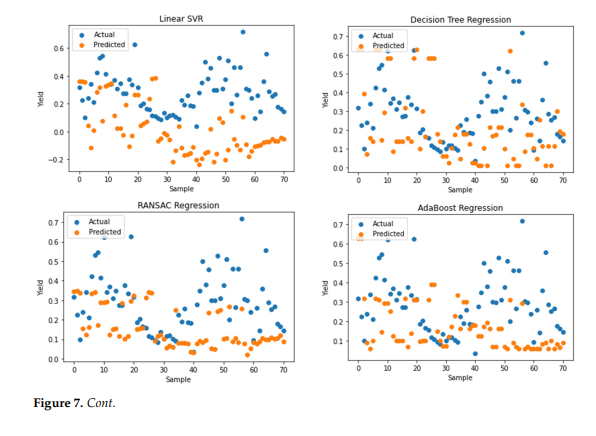 Linear SVR
Actual
Predicted
0.6
0.4
0.2
0.0
−0.2
Yield
0 10 20 30 40 50 60 70
Sample
Decision Tree Regression
Actual
Predicted
0.7
0.6
0.5
0.4
0.3
0.2
0.1
0.0
Yield
0 10 20 30 40 50 60 70
Sample
RANSAC Regression
Actual
Predicted
0.7
0.6
0.5
0.4
0.3
0.2
0.1
0.0
Yield
0 10 20 30 40 50 60 70
Sample
AdaBoost Regression
Actual
Predicted
0.7
0.6
0.5
0.4
0.3
0.2
0.1
Yield
0 10 20 30 40 50 60 70
Sample
Figure 7. Cont.